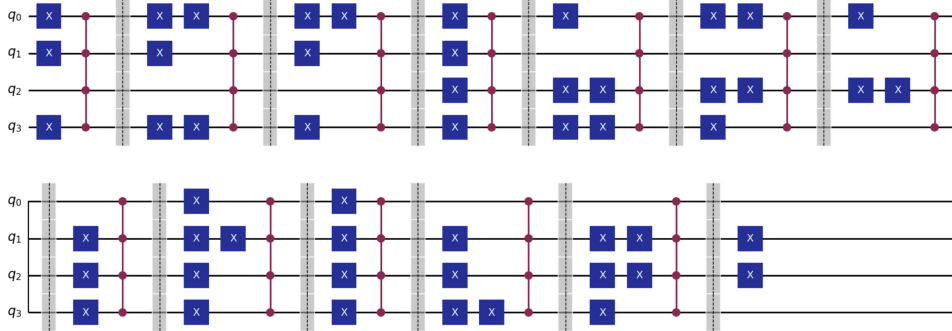 q0 X X X X X X X X X
q1 X X X X
q2 X X X X X X X
q3 X X X X X X X X
q0 X X
q1 X X X X X X X X
q2 X X X X X X X
q3 X X X X X X